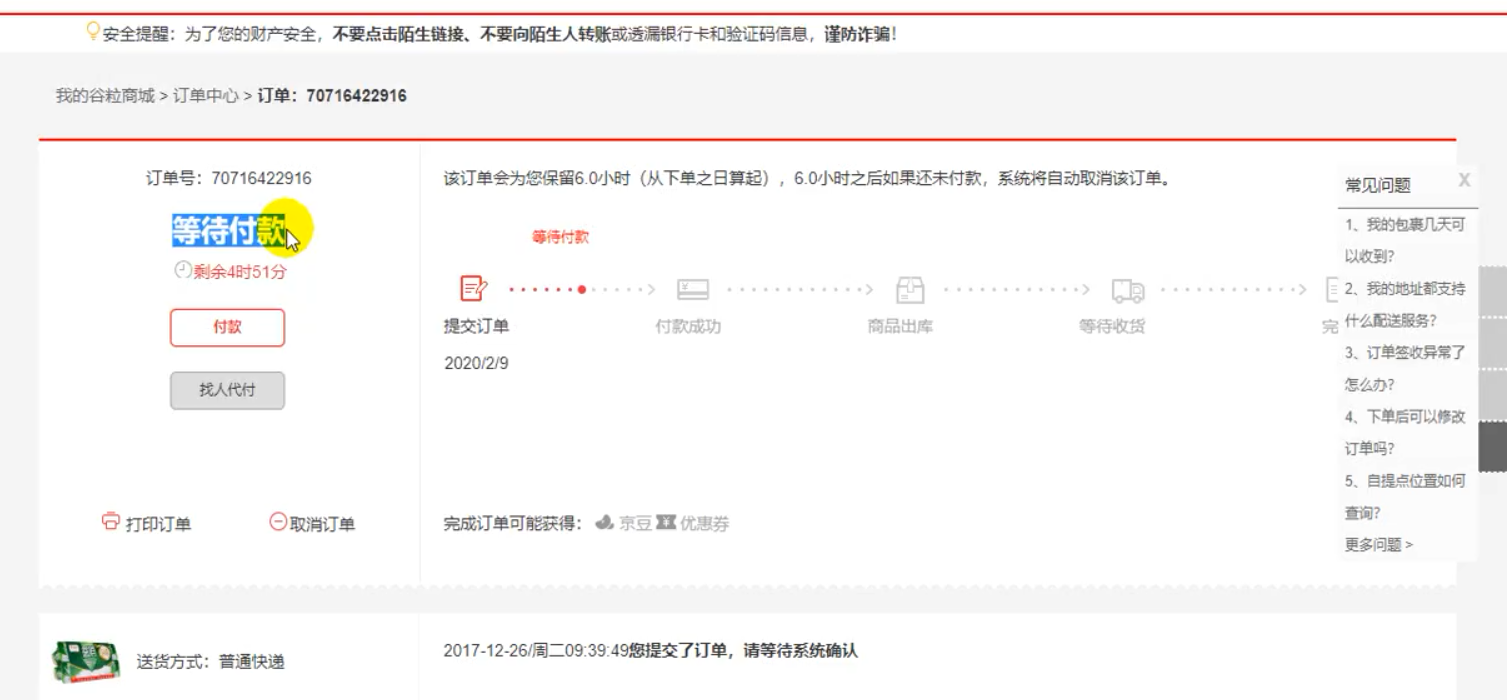 安全提醒：为了您的财产安全，不要点击陌生链接、不要向陌生人转账或透漏银行卡和验证码信息，谨防诈骗！
我的谷粒商城 > 订单中心 > 订单：70716422916
订单号：70716422916
等待付款
剩余4时51分
付款
找人代付
打印订单
取消订单
该订单会为您保留6.0小时（从下单之日算起），6.0小时之后如果还未付款，系统将自动取消该订单。
等待付款
提交订单
付款成功
商品出库
等待收货
完
2020/2/9
完成订单可能获得：
京豆
优惠券
常见问题
X
1、我的包裹几天可
以收到?
2、我的地址都支持
什么配送服务?
3、订单签收异常了
怎么办?
4、下单后可以修改
订单吗?
5、自提点位置如何
查询?
更多问题 >
送货方式：普通快递
2017-12-26/周二09:39:49您提交了订单，请等待系统确认